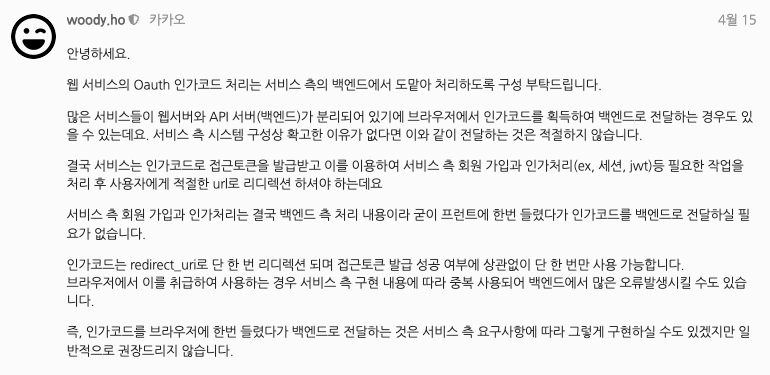 woody.ho 카카오 4월 15
안녕하세요.
웹 서비스의 Oauth 인가코드 처리는 서비스 측의 백엔드에서 도맡아 처리하도록 구성 부탁드립니다.
많은 서비스들이 웹서버와 API 서버(백엔드)가 분리되어 있기에 브라우저에서 인가코드를 획득하여 백엔드로 전달하는 경우도 있
을 수 있는데요. 서비스 측 시스템 구성상 확고한 이유가 없다면 이와 같이 전달하는 것은 적절하지 않습니다.
결국 서비스는 인가코드로 접근토큰을 발급받고 이를 이용하여 서비스 측 회원 가입과 인가처리(ex, 세션, jwt)등 필요한 작업을
처리 후 사용자에게 적절한 url로 리디렉션 하셔야 하는데요
서비스 측 회원 가입과 인가처리는 결국 백엔드 측 처리 내용이라 굳이 프런트에 한번 들렸다가 인가코드를 백엔드로 전달하실 필
요가 없습니다.
인가코드는 redirect_uri로 단 한 번 리디렉션 되며 접근토큰 발급 성공 여부에 상관없이 단 한 번만 사용 가능합니다.
브라우저에서 이를 취급하여 사용하는 경우 서비스 측 구현 내용에 따라 중복 사용되어 백엔드에서 많은 오류발생시킬 수도 있습
니다.
즉, 인가코드를 브라우저에 한번 들렸다가 백엔드로 전달하는 것은 서비스 측 요구사항에 따라 그렇게 구현하실 수도 있겠지만 일
반적으로 권장드리지 않습니다.